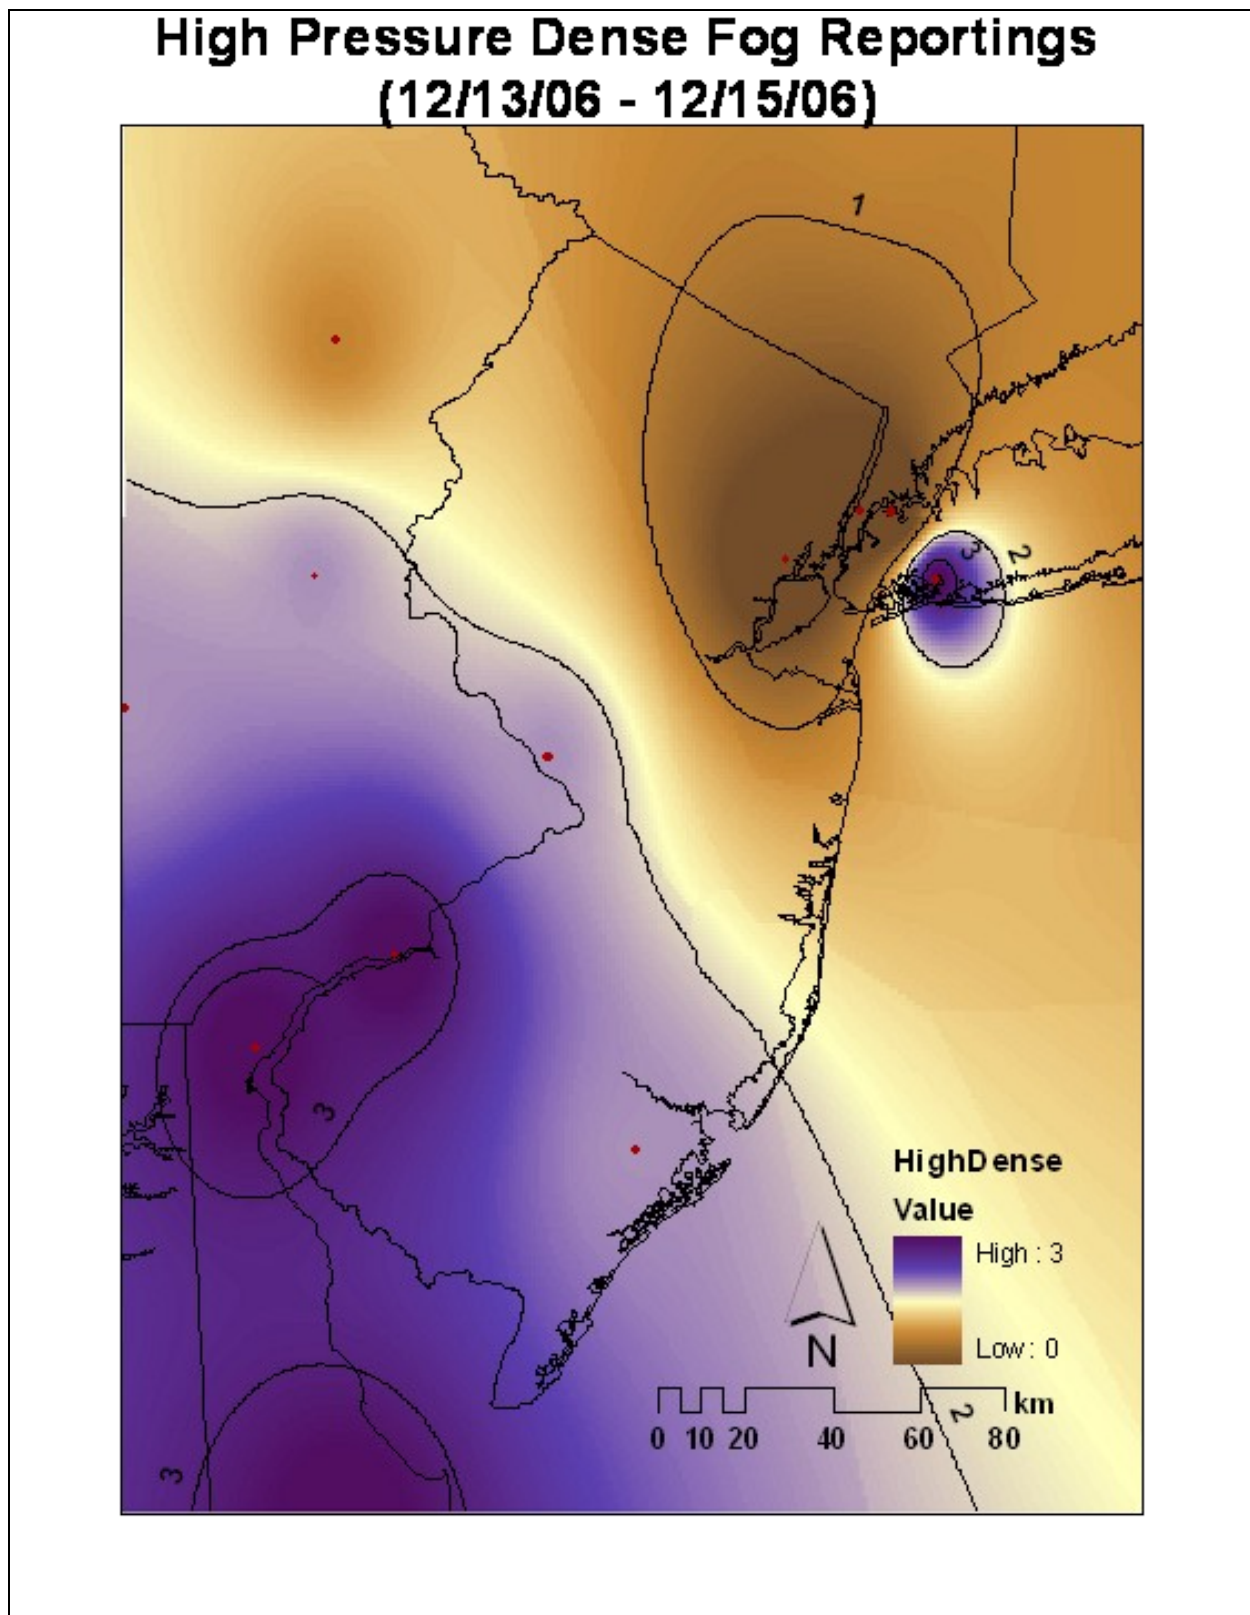 High Pressure Dense Fog Reportings
(12/13/06 - 12/15/06)
1
3
2
3
HighDense
Value
High : 3
Low : 0
N
km
0 10 20 40 60 80
2
3